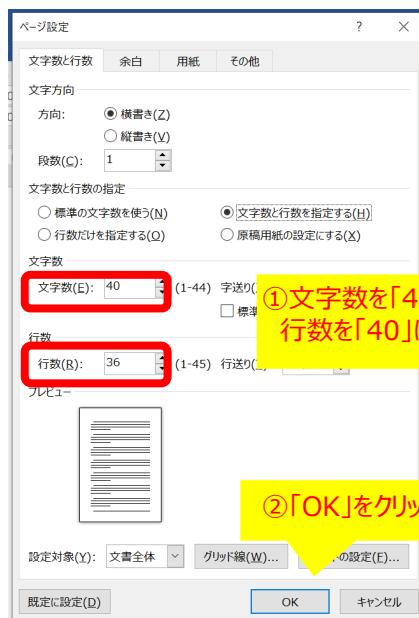 ページ設定 ?
文字数と行数 余白 用紙 その他
文字方向
方向: 横書き(Z)
縦書き(V)
段数(C): 1
文字数と行数の指定
標準の文字数を使う(N) 文字数と行数を指定する(H)
行数だけを指定する(O) 原稿用紙の設定にする(X)
文字数
文字数(E): 40 (1-44) 字送り(
標準
行数
行数(R): 36 (1-45) 行送り(
①文字数を「4
行数を「40」に
プレビュー
②「OK」をクリッ
設定対象(Y): 文書全体 グリッド線(W)... の設定(F)...
既定に設定(D) OK キャンセル